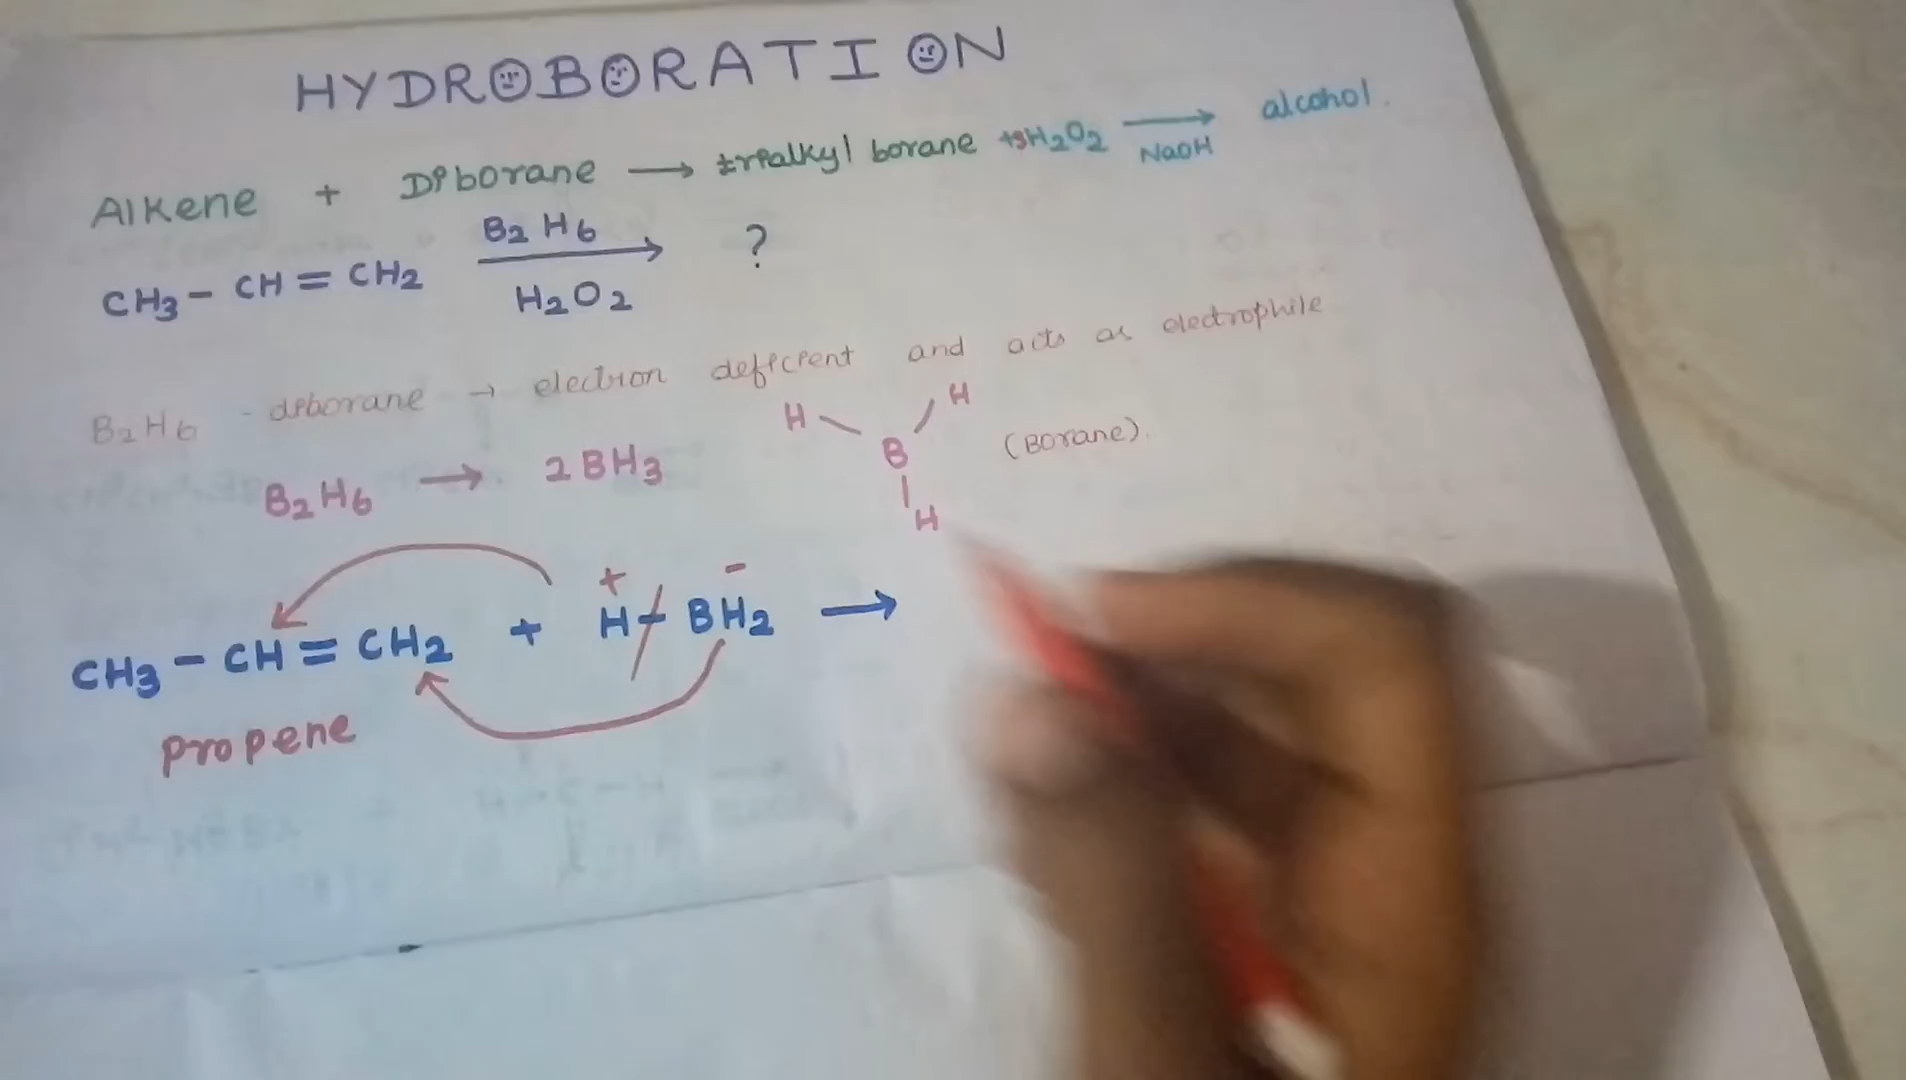 HYDROBORATION
Alkene + Diborane → trialkyl borane + H2O2 → NaOH alcohol.
CH3 - CH = CH2 B2H6 → H2O2 ?
B2H6 - diborane → electron deficient and acts as electrophile
B2H6 → 2BH3 H B H H (Borane).
CH3 - CH = CH2 + H+ - BH2- →
propene